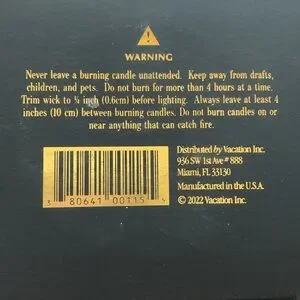 WARNING
Never leave a burning candle unattended. Keep away from drafts,
children, and pets. Do not burn for more than 4 hours at a time.
Trim wick to ¼ inch (0.6cm) before lighting. Always leave at least 4
inches (10 cm) between burning candles. Do not burn candles on or
near anything that can catch fire.
Distributed by Vacation Inc.
936 SW 1st Ave # 888
Miami, FL 33130
Manufactured in the U.S.A.
© 2022 Vacation Inc.
3 80641 00115 4